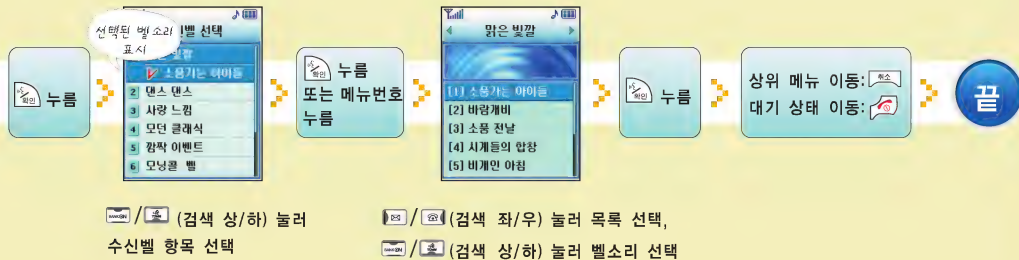 선택된 벨소리
표시
신벨 선택
소풍가는 아이들
2 댄스 댄스
3 사랑 느낌
4 모던 클래식
5 깜짝 이벤트
6 모닝콜 벨
확인 누름
확인 누름
또는 메뉴번호
누름
맑은 빛깔
[1] 소풍가는 아이들
[2] 바람개비
[3] 소풍 전날
[4] 시계들의 합창
[5] 비개인 아침
확인 누름
상위 메뉴 이동: 취소
대기 상태 이동:
끝
/ (검색 상/하) 눌러
수신벨 항목 선택
/ (검색 좌/우) 눌러 목록 선택,
/ (검색 상/하) 눌러 벨소리 선택